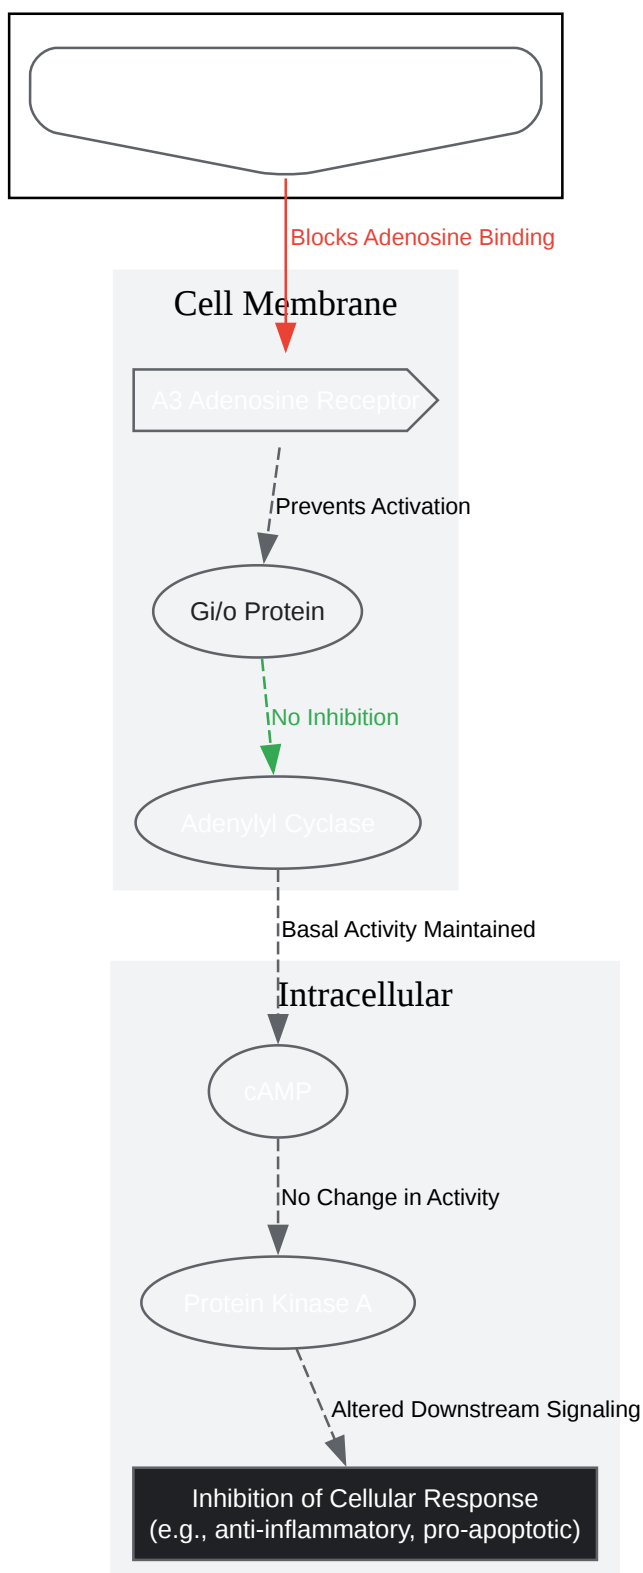 Blocks Adenosine Binding
Cell Membrane
A3 Adenosine Receptor
Prevents Activation
Gi/o Protein
No Inhibition
Adenylyl Cyclase
Basal Activity Maintained
Intracellular
cAMP
No Change in Activity
Protein Kinase A
Altered Downstream Signaling
Inhibition of Cellular Response
(e.g., anti-inflammatory, pro-apoptotic)